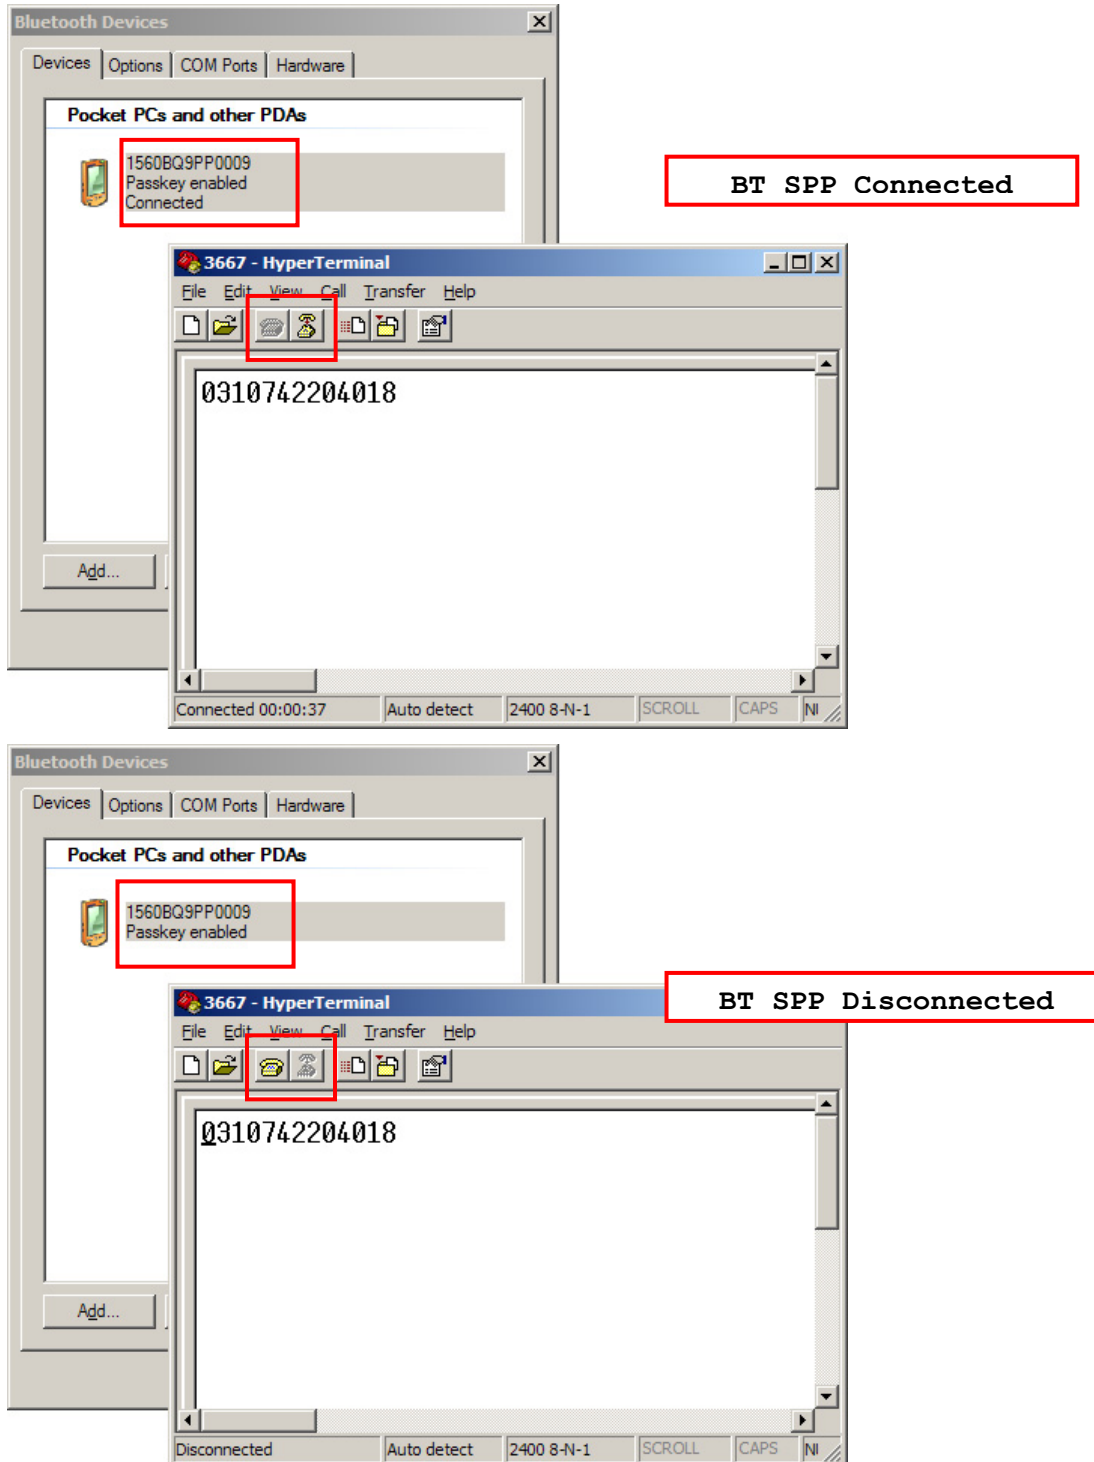 Bluetooth Devices
Devices Options COM Ports Hardware
Pocket PCs and other PDAs
1560BQ9PP0009
Passkey enabled
Connected
BT SPP Connected
3667 - HyperTerminal
File Edit View Call Transfer Help
0310742204018
Add...
Connected 00:00:37 Auto detect 2400 8-N-1 SCROLL CAPS
Bluetooth Devices
Devices Options COM Ports Hardware
Pocket PCs and other PDAs
1560BQ9PP0009
Passkey enabled
BT SPP Disconnected
3667 - HyperTerminal
File Edit View Call Transfer Help
0310742204018
Add...
Disconnected Auto detect 2400 8-N-1 SCROLL CAPS